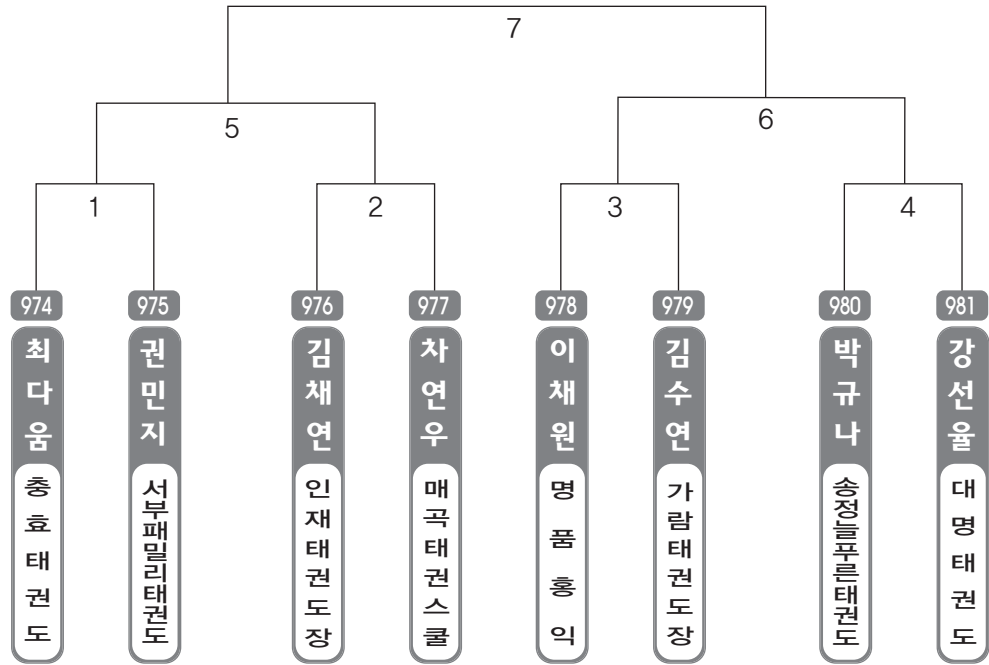 7
5
6
1
2
3
4
974
975
976
977
978
979
980
981
최다움
권민지
김채연
차연우
이채원
김수연
박규나
강선율
충효태권도
서부패밀리태권도
인재태권도장
매곡태권스쿨
명품홍익
가람태권도장
송정늘푸른태권도
대명태권도